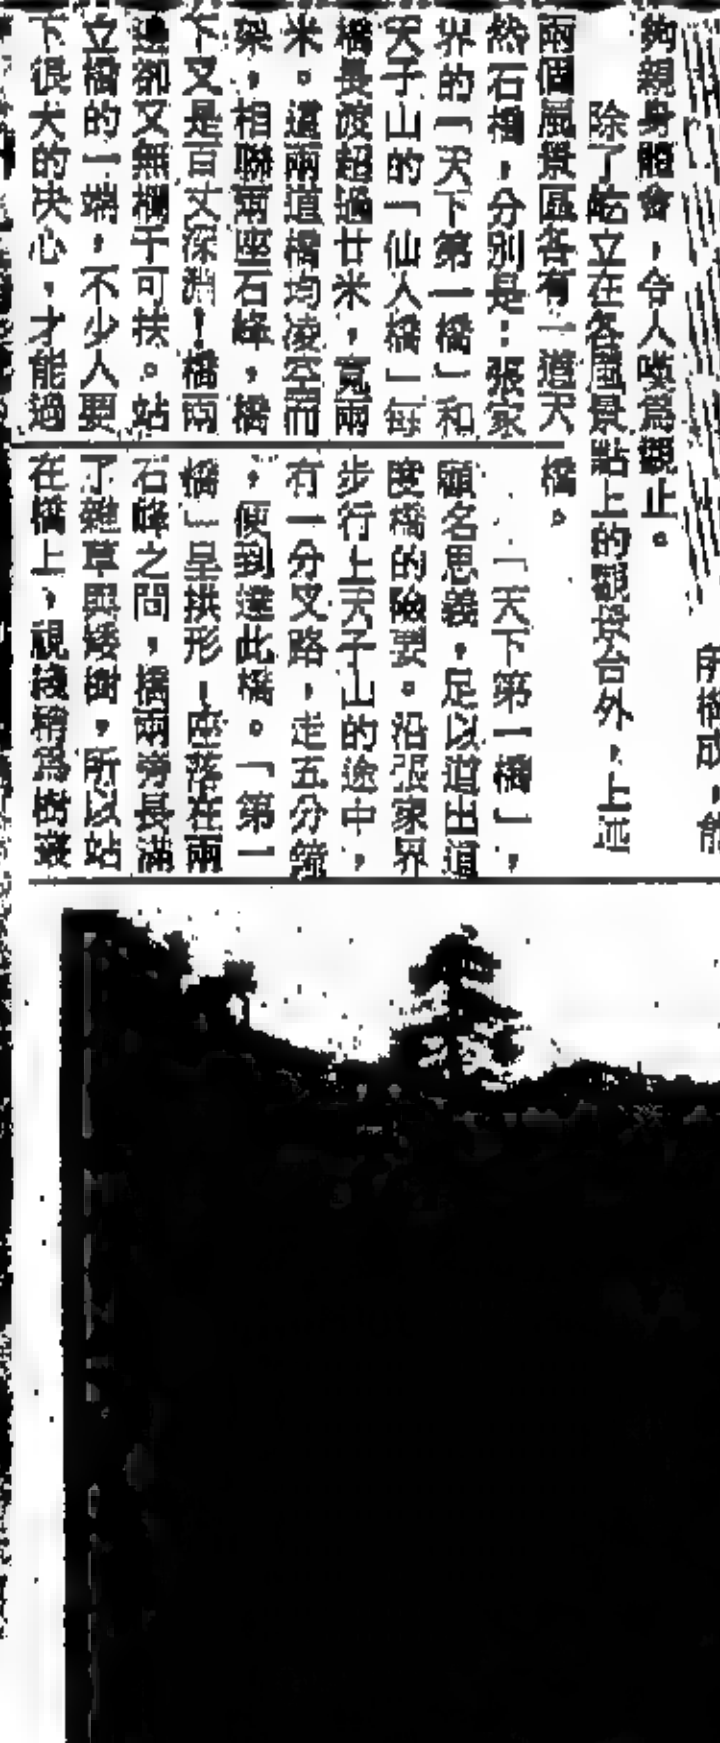 所構成，能
夠親身體會，令人嘆爲觀止。
除了屹立在各風景點上的觀景台外，上述
兩個風景區各有一道天
然石橋，分別是：張家
界的「天下第一橋」和
天子山的「仙人橋」每
橋長度超過廿米，寬兩
米。這兩道橋均凌空而
架，相聯兩座石峰，橋
下又是百丈深淵！橋兩
邊卻又無欄干可扶。站
立橋的一端，不少人要
下很大的決心，才能過
橋。
「天下第一橋」，
顧名思義，足以道出這
度橋的險要。沿張家界
步行上天子山的途中，
有一分叉路，走五分鐘
，便到達此橋。「第一
橋」呈拱形，座落在兩
石峰之間，橋兩旁長滿
了雜草與矮樹，所以站
在橋上，視綫稍爲樹